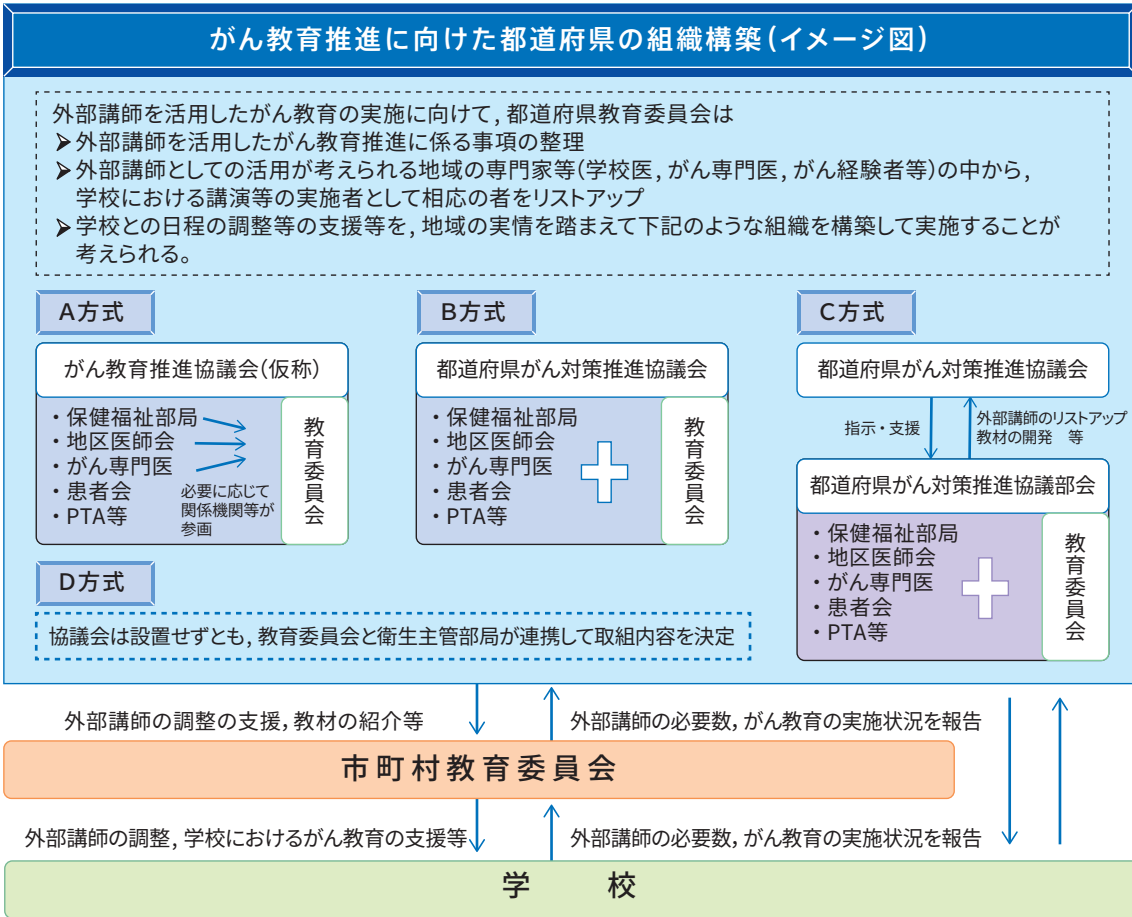 がん教育推進に向けた都道府県の組織構築(イメージ図)
外部講師を活用したがん教育の実施に向けて,都道府県教育委員会は
➢外部講師を活用したがん教育推進に係る事項の整理
➢外部講師としての活用が考えられる地域の専門家等(学校医,がん専門医,がん経験者等)の中から,
学校における講演等の実施者として相応の者をリストアップ
➢学校との日程の調整等の支援等を,地域の実情を踏まえて下記のような組織を構築して実施することが
考えられる。
A方式
がん教育推進協議会(仮称)
・保健福祉部局
・地区医師会
・がん専門医
・患者会
・PTA等
必要に応じて
関係機関等が
参画
教育委員会
B方式
都道府県がん対策推進協議会
・保健福祉部局
・地区医師会
・がん専門医
・患者会
・PTA等
教育委員会
C方式
都道府県がん対策推進協議会
指示・支援
外部講師のリストアップ
教材の開発 等
都道府県がん対策推進協議部会
・保健福祉部局
・地区医師会
・がん専門医
・患者会
・PTA等
教育委員会
D方式
協議会は設置せずとも,教育委員会と衛生主管部局が連携して取組内容を決定
外部講師の調整の支援,教材の紹介等
外部講師の必要数,がん教育の実施状況を報告
市町村教育委員会
外部講師の調整,学校におけるがん教育の支援等
外部講師の必要数,がん教育の実施状況を報告
学 校